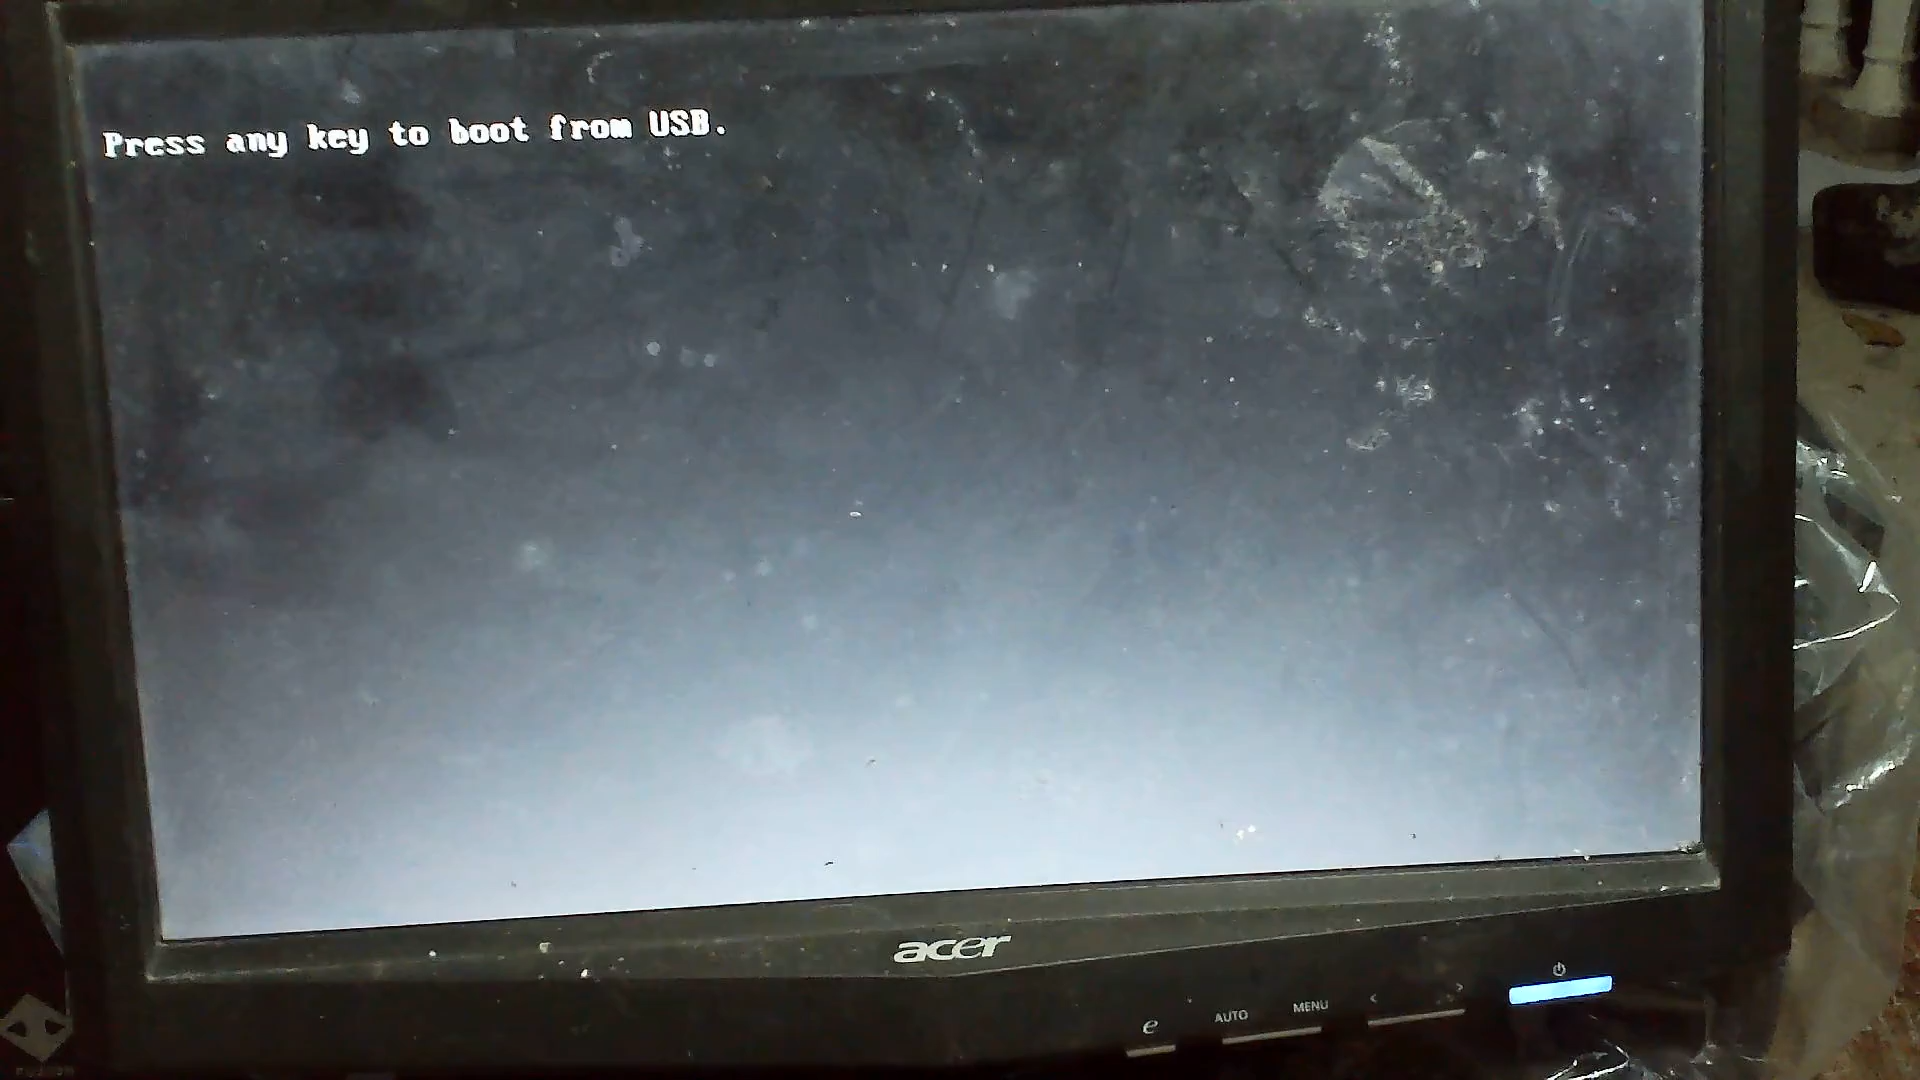 Press any key to boot from USB.
acer
e
AUTO
MENU
<
>